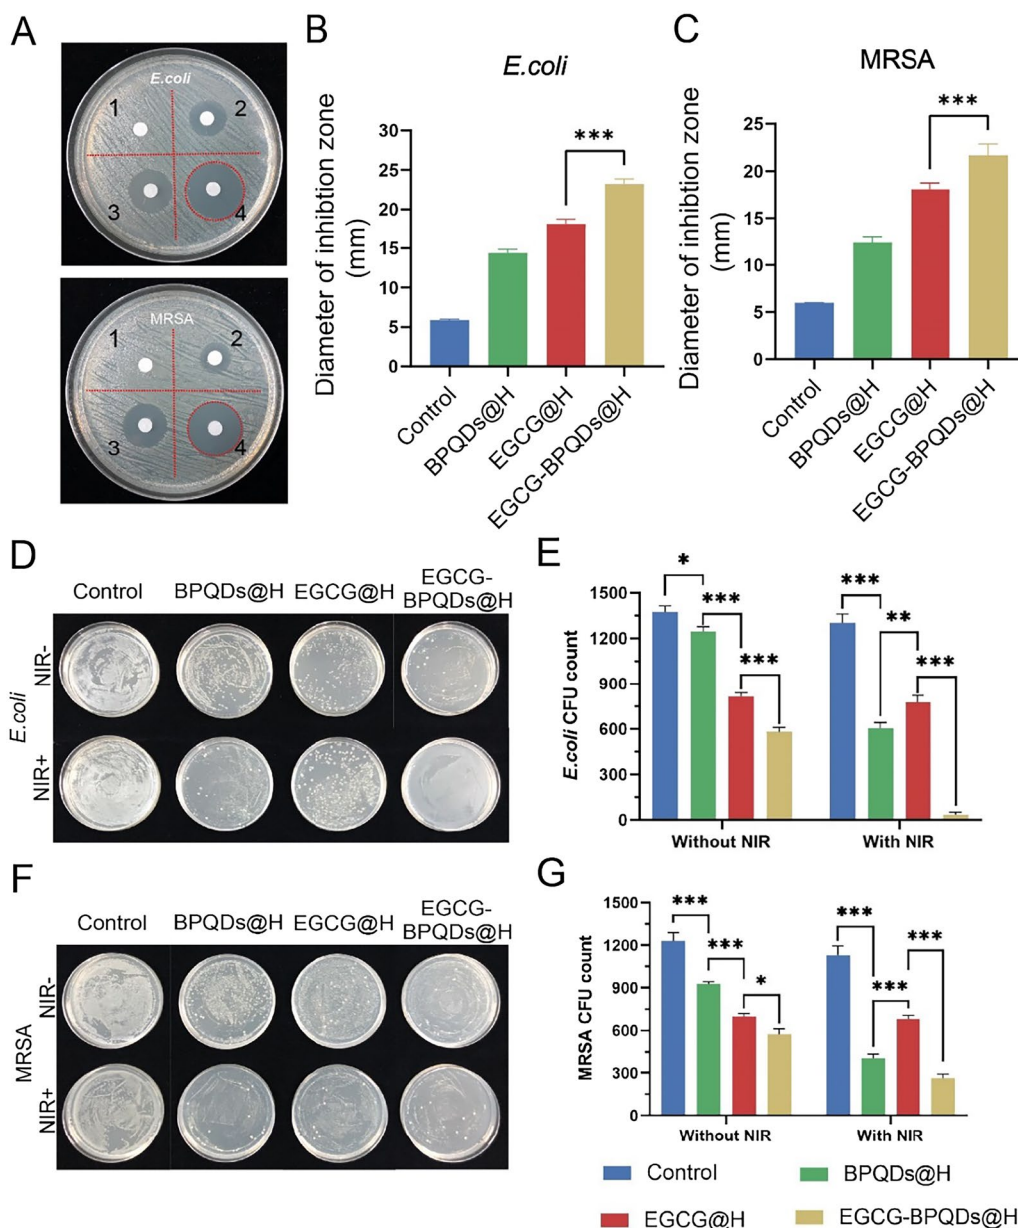 A
E.coli
1
2
3
4
MRSA
1
2
3
4
B
E.coli
Diameter of inhibtion zone
(mm)
30
25
20
15
10
5
0
***
Control
BPQDs@H
EGCG@H
EGCG-BPQDs@H
C
MRSA
Diameter of inhibtion zone
(mm)
25
20
15
10
5
0
***
Control
BPQDs@H
EGCG@H
EGCG-BPQDs@H
D
Control
BPQDs@H
EGCG@H
EGCG-
BPQDs@H
E.coli
NIR-
NIR+
E
E.coli CFU count
1500
1200
900
600
300
0
*
***
***
***
**
***
Without NIR
With NIR
F
Control
BPQDs@H
EGCG@H
EGCG-
BPQDs@H
MRSA
NIR-
NIR+
G
MRSA CFU count
1500
1200
900
600
300
0
***
***
*
***
***
***
Without NIR
With NIR
Control
BPQDs@H
EGCG@H
EGCG-BPQDs@H